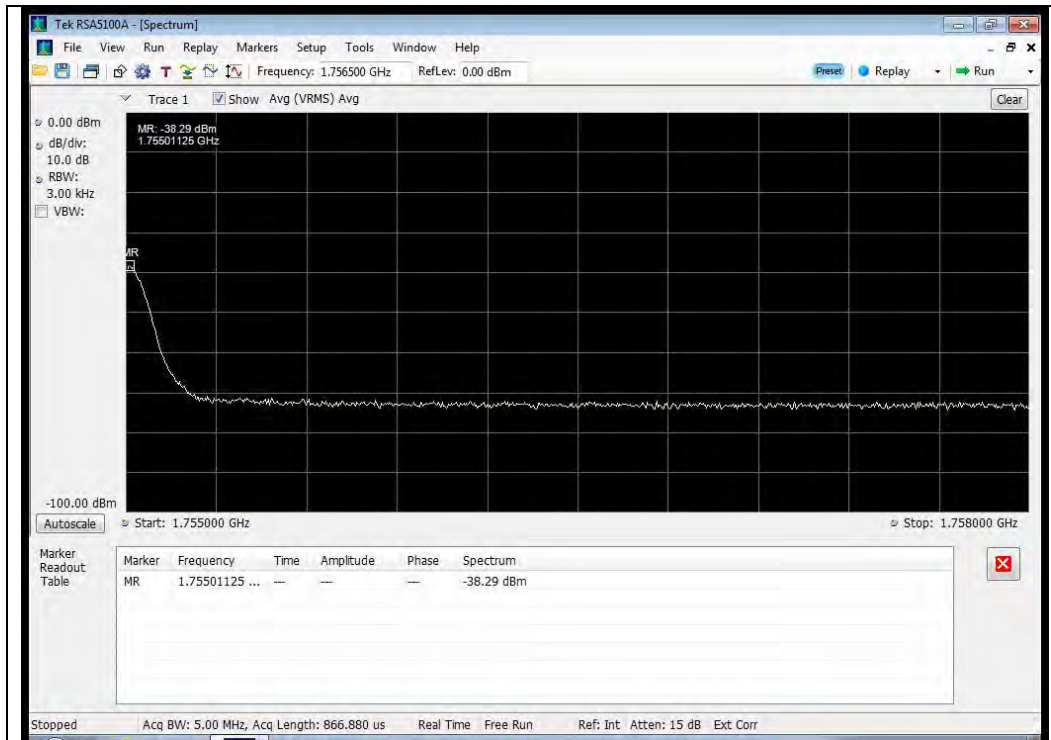 Tek RSA5100A - [Spectrum]
File View Run Replay Markers Setup Tools Window Help
Frequency: 1.756500 GHz RefLev: 0.00 dBm Preset Replay Run
Trace 1 Show Avg (VRMS) Avg Clear
0.00 dBm
dB/div:
10.0 dB
RBW:
3.00 kHz
VBW:
MR: -38.29 dBm
1.75501125 GHz
MR
-100.00 dBm
Autoscale Start: 1.755000 GHz Stop: 1.758000 GHz
Marker
Readout
Table
Marker Frequency Time Amplitude Phase Spectrum
MR 1.75501125 ... --- --- --- -38.29 dBm
Stopped Acq BW: 5.00 MHz, Acq Length: 866.880 us Real Time Free Run Ref: Int Atten: 15 dB Ext Corr